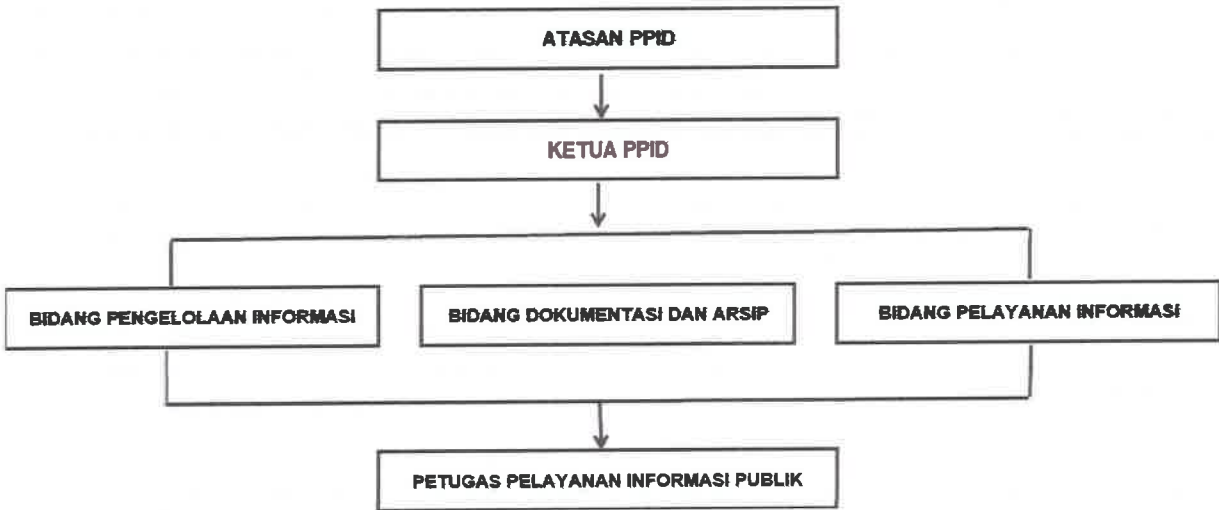 ATASAN PPID
KETUA PPID
BIDANG PENGELOLAAN INFORMASI
BIDANG DOKUMENTASI DAN ARSIP
BIDANG PELAYANAN INFORMASI
PETUGAS PELAYANAN INFORMASI PUBLIK